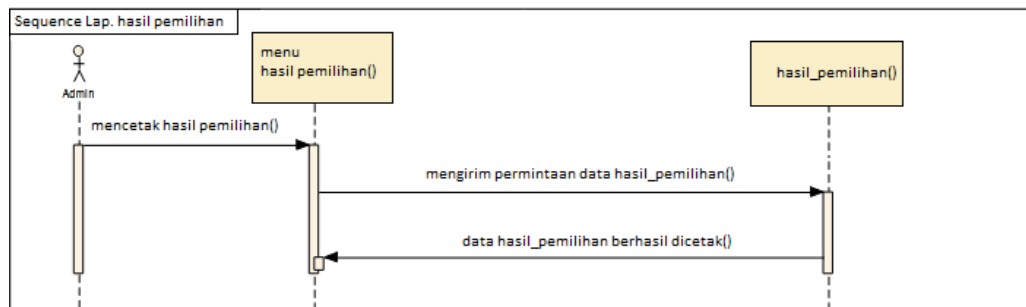 Sequence Lap. hasil pemilihan
menu
hasil pemilihan()
hasil_pemilihan()
Admin
mencetak hasil pemilihan()
mengirim permintaan data hasil_pemilihan()
data hasil_pemilihan berhasil dicetak()